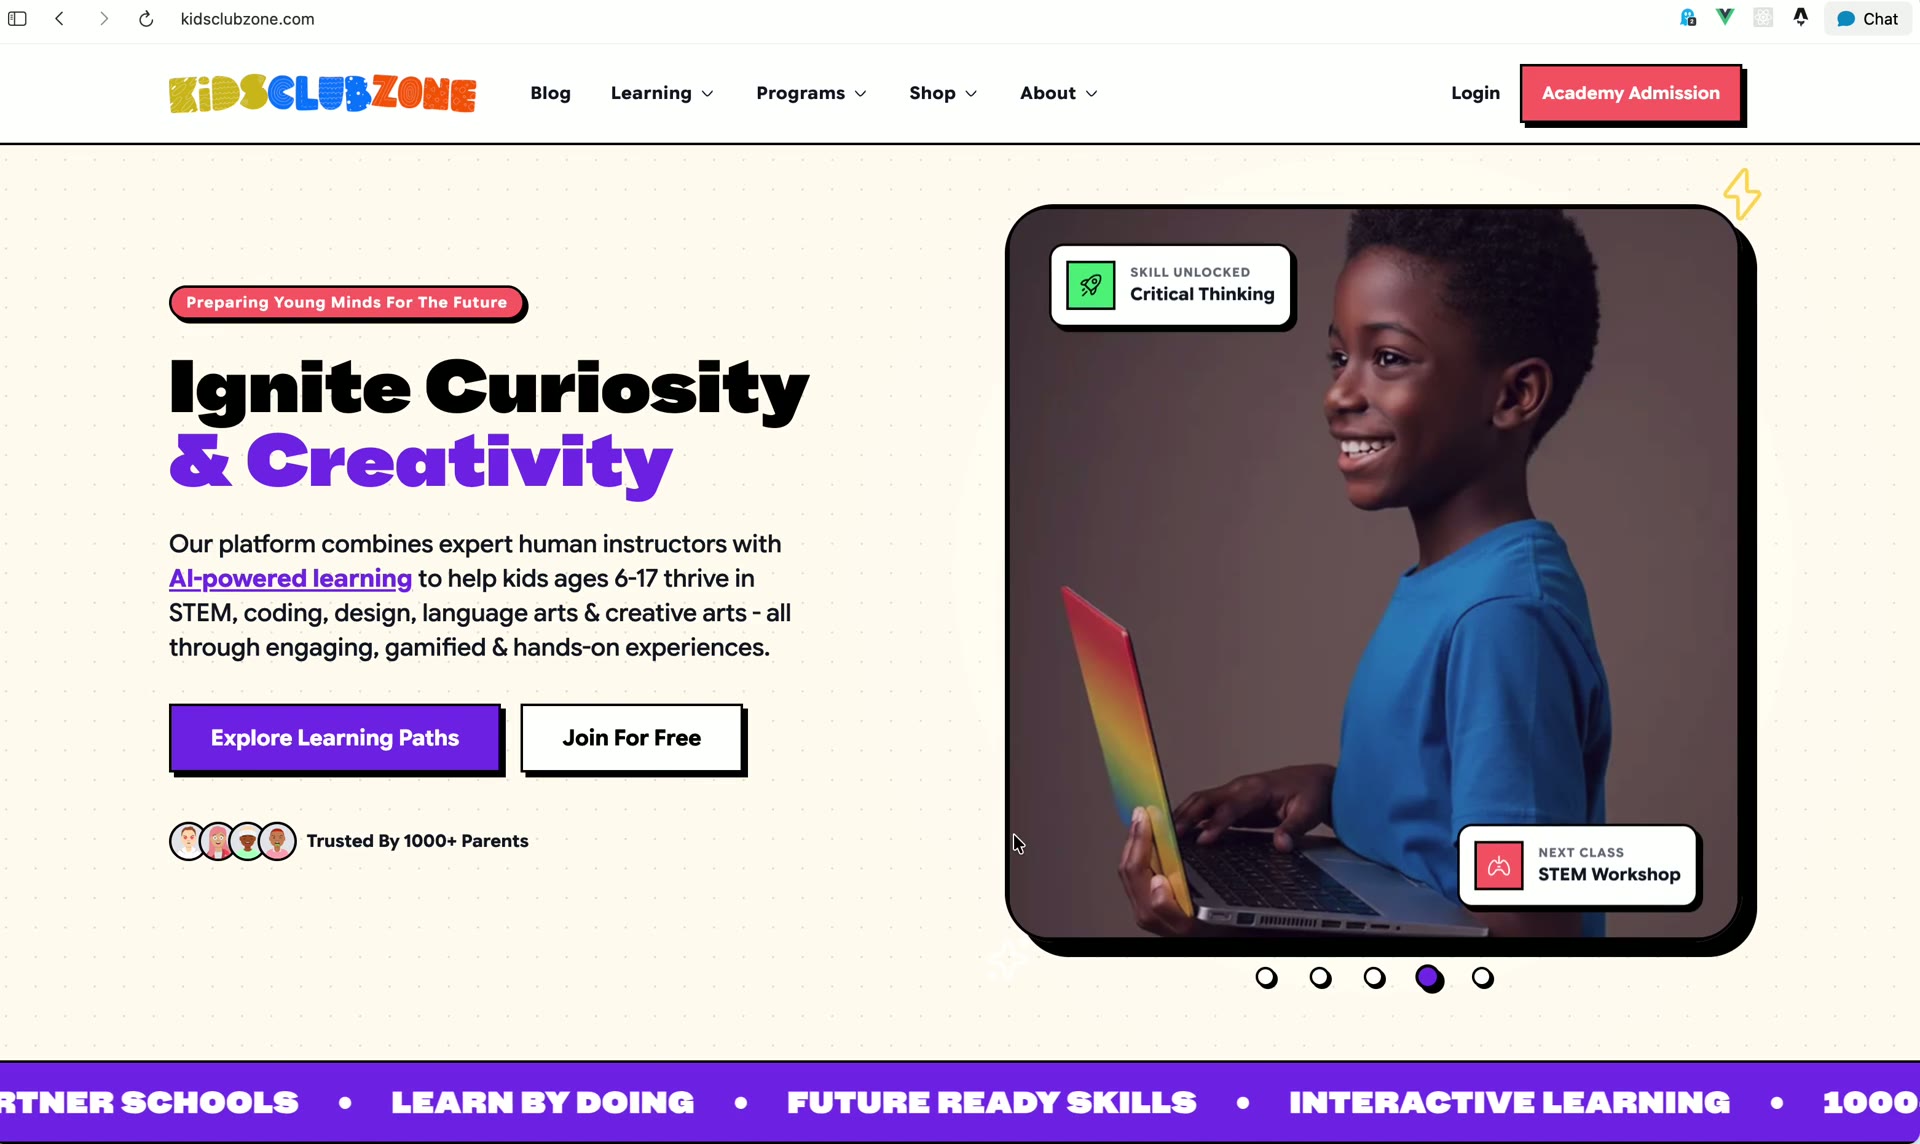 kidsclubzone.com
Chat
KiDSCLUBZONE
Blog
Learning
Programs
Shop
About
Login
Academy Admission
Preparing Young Minds For The Future
Ignite Curiosity
& Creativity
Our platform combines expert human instructors with
AI-powered learning to help kids ages 6-17 thrive in
STEM, coding, design, language arts & creative arts - all
through engaging, gamified & hands-on experiences.
Explore Learning Paths
Join For Free
Trusted By 1000+ Parents
SKILL UNLOCKED
Critical Thinking
NEXT CLASS
STEM Workshop
RTNER SCHOOLS • LEARN BY DOING • FUTURE READY SKILLS • INTERACTIVE LEARNING • 1000